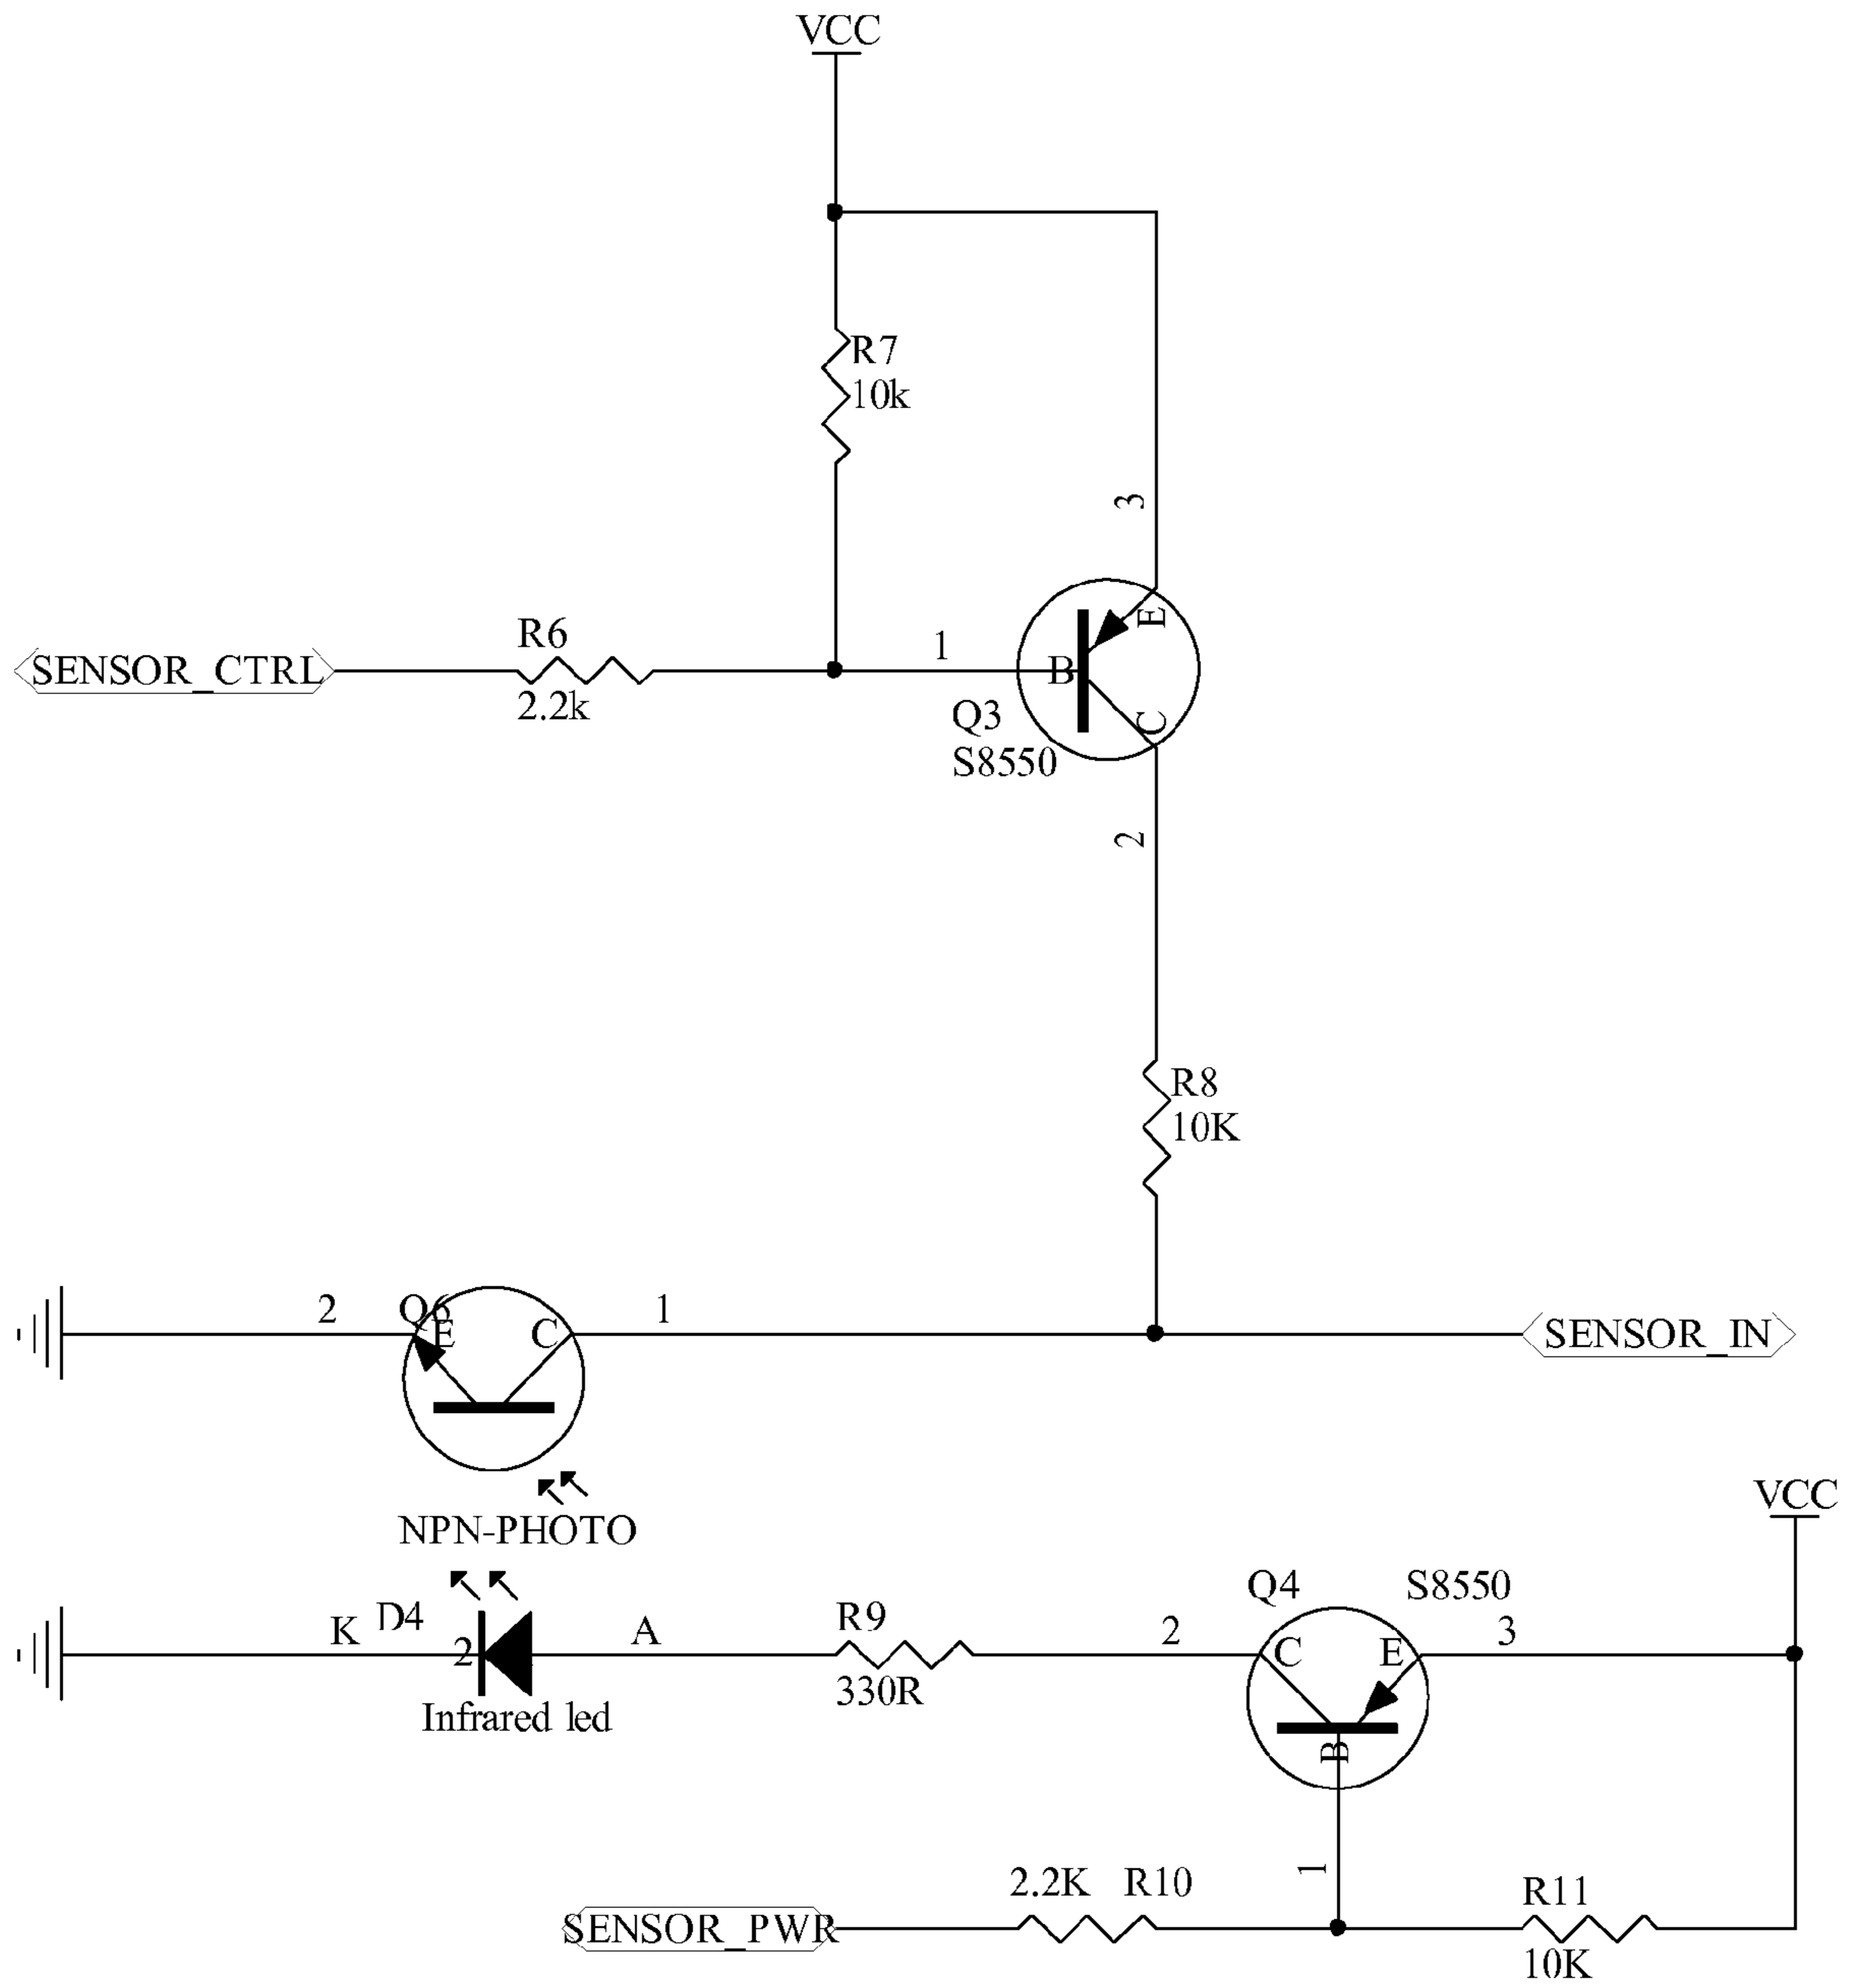 VCC
R7
10k
3
E
SENSOR_CTRL
R6
2.2k
1
B
Q3
S8550
C
2
R8
10K
2
Q6
E
C
1
SENSOR_IN
NPN-PHOTO
VCC
K
D4
2
A
Infrared led
R9
330R
2
Q4
S8550
C
E
3
B
1
SENSOR_PWR
2.2K R10
R11
10K